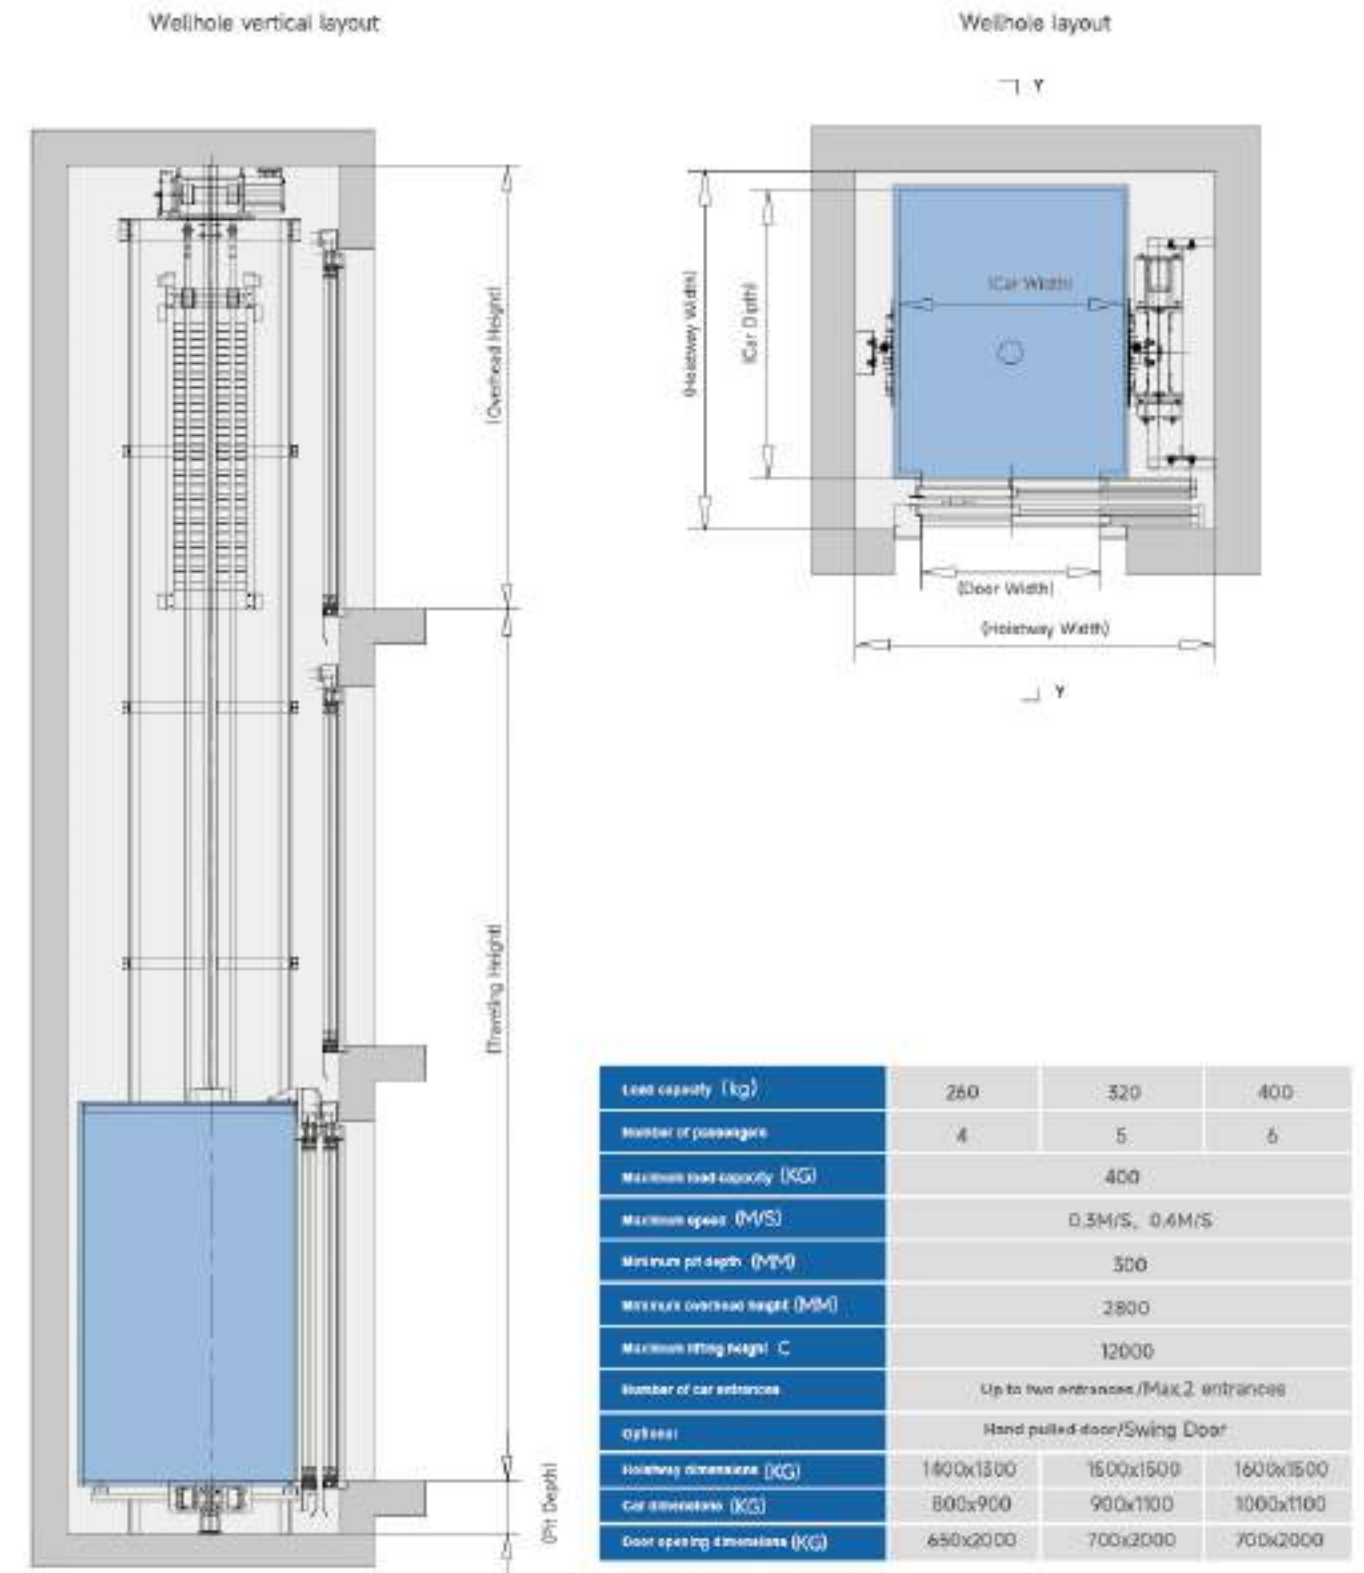 Wellhole vertical layout
Wellhole layout
Y
(Overhead Height)
(Traveling Height)
(Pit Depth)
(Hoistway Width)
(Car Dipth)
(Car Width)
(Door Width)
(Hoistway Width)
Y
Load capacity (kg) 260 320 400
Number of passengers 4 5 6
Maximum load capacity (KG) 400
Maximum speed (M/S) 0.3M/S、0.4M/S
Minimum pit depth (MM) 300
Minimum overhead height (MM) 2800
Maximum lifting height C 12000
Number of car entrances Up to two entrances/Max.2 entrances
Optional Hand pulled door/Swing Door
Hoistway dimensions (KG) 1400x1300 1500x1500 1600x1500
Car dimensions (KG) 800x900 900x1100 1000x1100
Door opening dimensions (KG) 650x2000 700x2000 700x2000